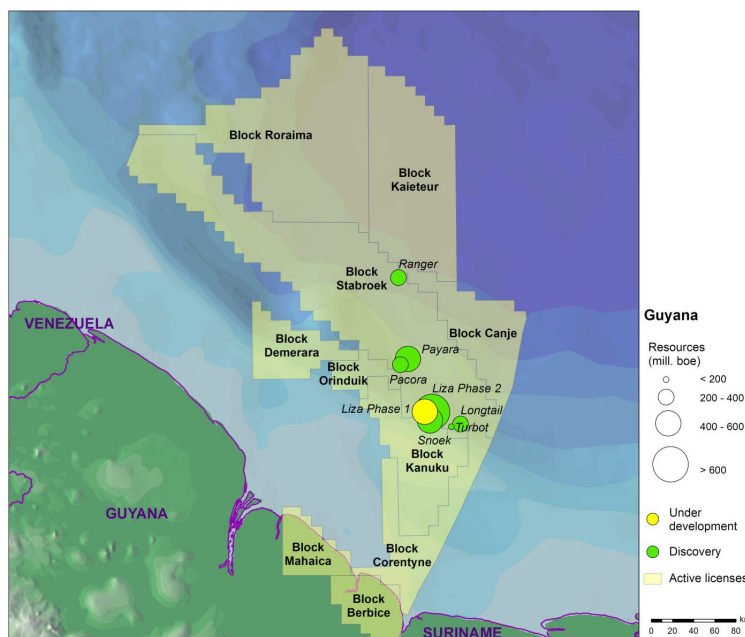 Block Roraima
Block
Kaieteur
Ranger
Block
Stabroek
Guyana
VENEZUELA
Block
Demerara
Block Canje
Payara
Block
Orinduik
Pacora
Liza Phase 2
Liza Phase 1
Longtail
Turbot
Snoek
Block
Kanuku
GUYANA
Block
Mahaica
Block
Corentyne
Block
Berbice
SURINAME
Resources
(mill. boe)
< 200
200 - 400
400 - 600
> 600
Under
development
Discovery
Active licenses
0 20 40 60 80